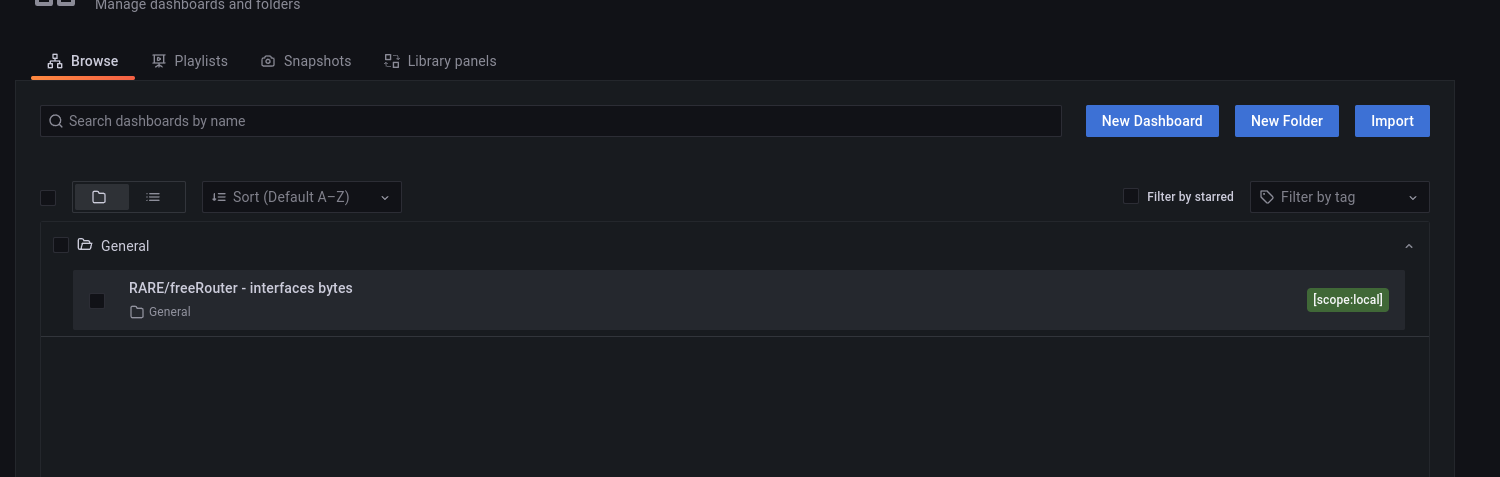 Manage dashboards and folders
Browse Playlists Snapshots Library panels
Search dashboards by name New Dashboard New Folder Import
Sort (Default A–Z) Filter by starred Filter by tag
General
RARE/freeRouter - interfaces bytes
General
[scope:local]